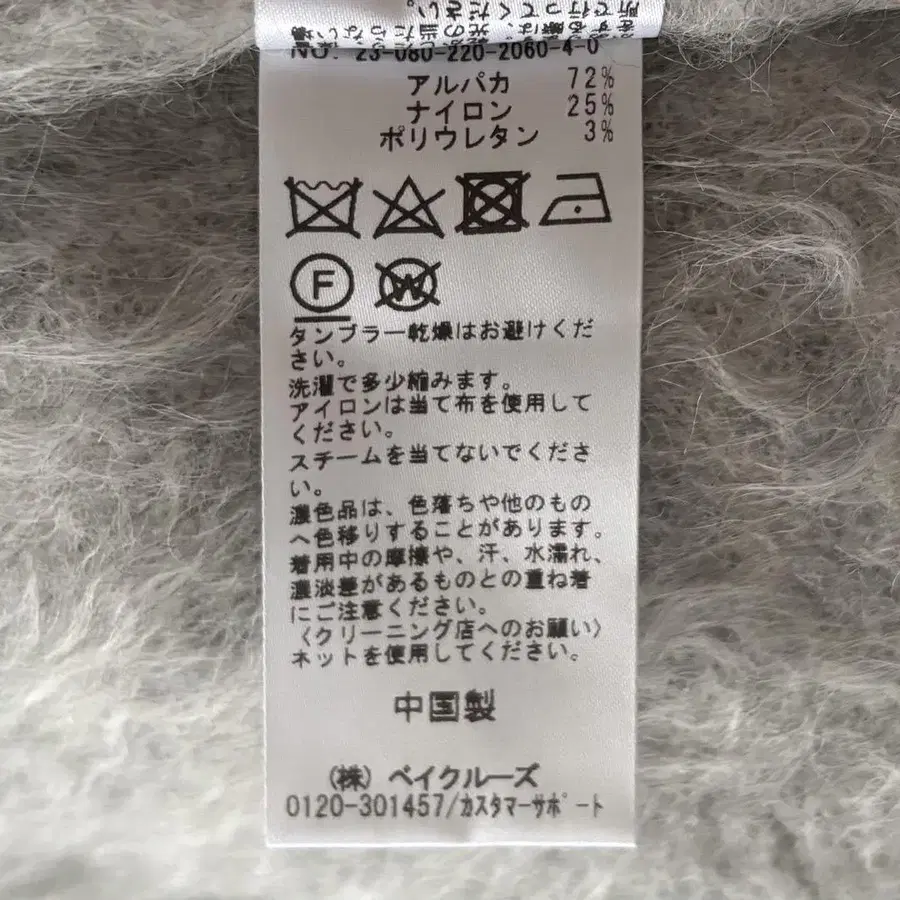 NO. 23-080-220-2060-4-0
アルパカ 72%
ナイロン 25%
ポリウレタン 3%
F
W
タンブラー乾燥はお避けくだ
さい。
洗濯で多少縮みます。
アイロンは当て布を使用して
ください。
スチームを当てないでくださ
い。
濃色品は、色落ちや他のもの
へ色移りすることがあります。
着用中の摩擦や、汗、水濡れ、
濃淡差があるものとの重ね着
にご注意ください。
〈クリーニング店へのお願い〉
ネットを使用してください。
中国製
（株）ベイクルーズ
0120-301457/カスタマーサポート